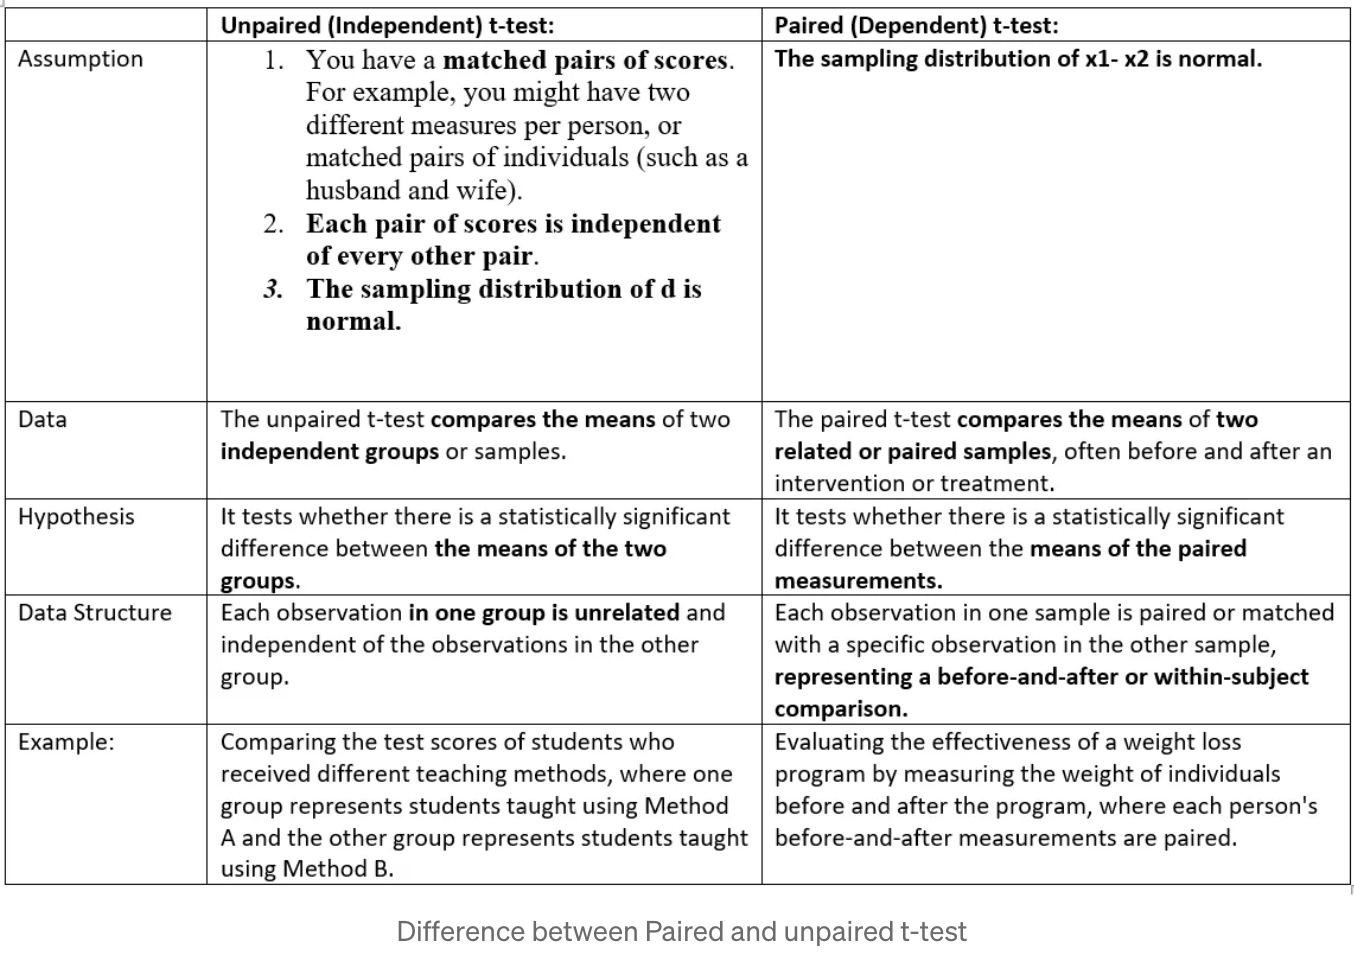 Unpaired (Independent) t-test:
Paired (Dependent) t-test:
Assumption
1. You have a matched pairs of scores.
For example, you might have two
different measures per person, or
matched pairs of individuals (such as a
husband and wife).
2. Each pair of scores is independent
of every other pair.
3. The sampling distribution of d is
normal.
The sampling distribution of x1- x2 is normal.
Data
The unpaired t-test compares the means of two
independent groups or samples.
The paired t-test compares the means of two
related or paired samples, often before and after an
intervention or treatment.
Hypothesis
It tests whether there is a statistically significant
difference between the means of the two
groups.
It tests whether there is a statistically significant
difference between the means of the paired
measurements.
Data Structure
Each observation in one group is unrelated and
independent of the observations in the other
group.
Each observation in one sample is paired or matched
with a specific observation in the other sample,
representing a before-and-after or within-subject
comparison.
Example:
Comparing the test scores of students who
received different teaching methods, where one
group represents students taught using Method
A and the other group represents students taught
using Method B.
Evaluating the effectiveness of a weight loss
program by measuring the weight of individuals
before and after the program, where each person's
before-and-after measurements are paired.
Difference between Paired and unpaired t-test